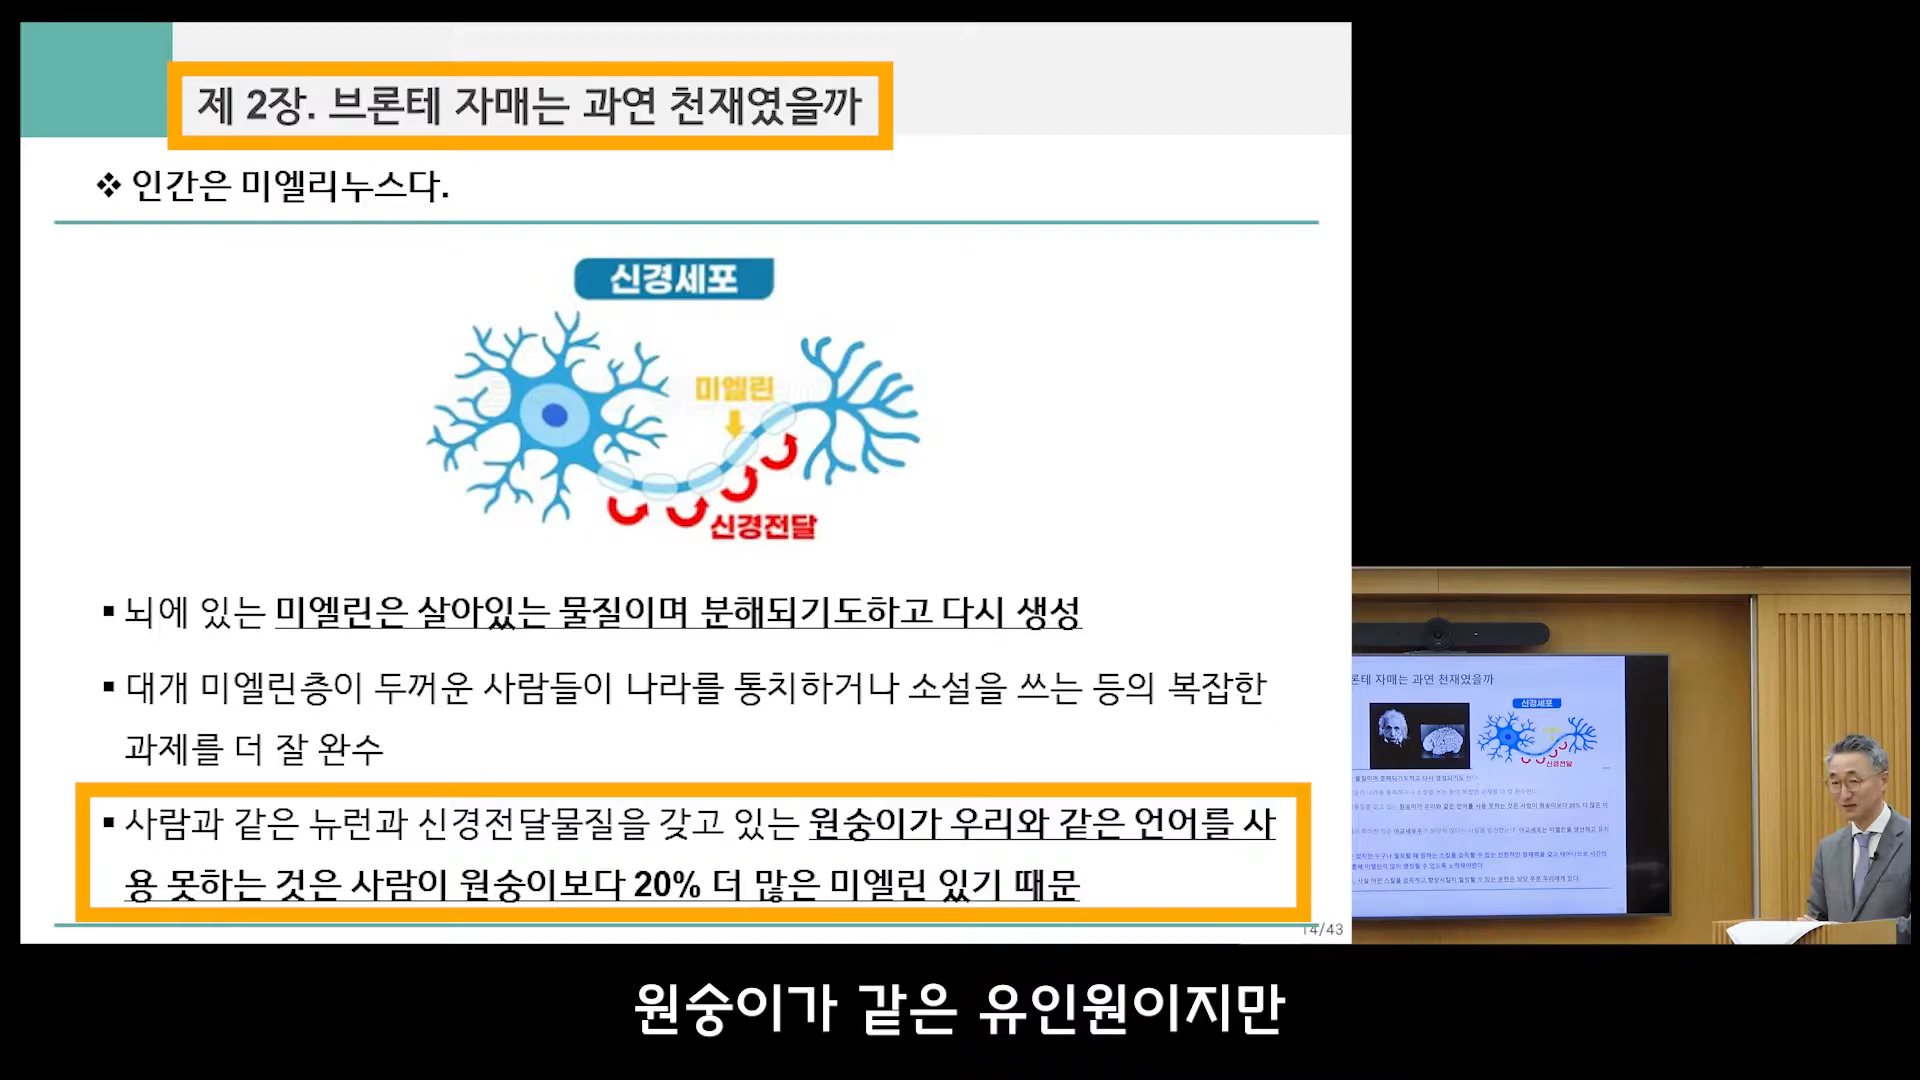 제 2장. 브론테 자매는 과연 천재였을까
❖ 인간은 미엘리누스다.
신경세포
미엘린
신경전달
▪ 뇌에 있는 미엘린은 살아있는 물질이며 분해되기도하고 다시 생성
▪ 대개 미엘린층이 두꺼운 사람들이 나라를 통치하거나 소설을 쓰는 등의 복잡한
과제를 더 잘 완수
▪ 사람과 같은 뉴런과 신경전달물질을 갖고 있는 원숭이가 우리와 같은 언어를 사
용 못하는 것은 사람이 원숭이보다 20% 더 많은 미엘린 있기 때문
14/43
론테 자매는 과연 천재였을까
신경세포
신경전달
원숭이가 같은 유인원이지만